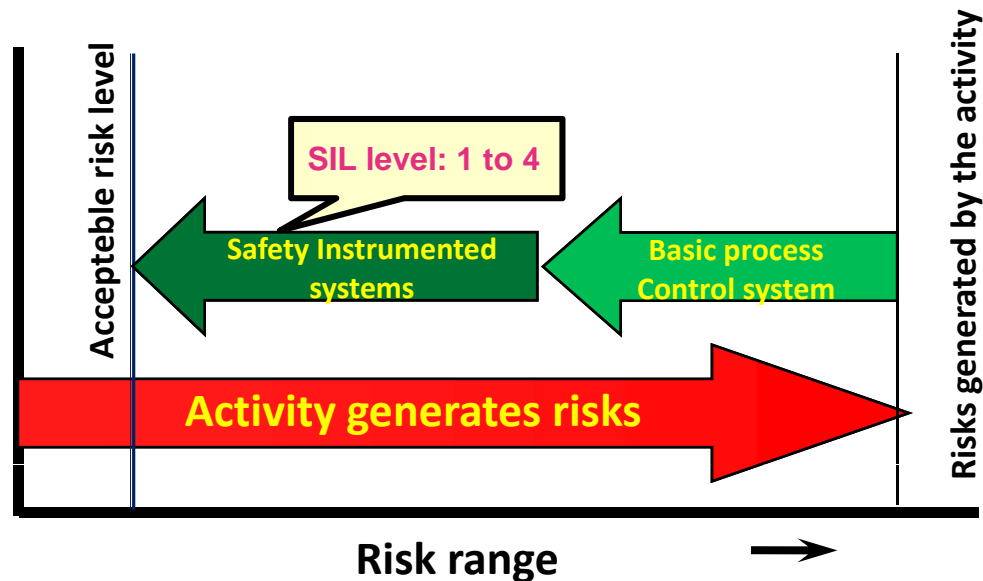 Accepteble risk level
SIL level: 1 to 4
Safety Instrumented
systems
Basic process
Control system
Risks generated by the activity
Activity generates risks
Risk range